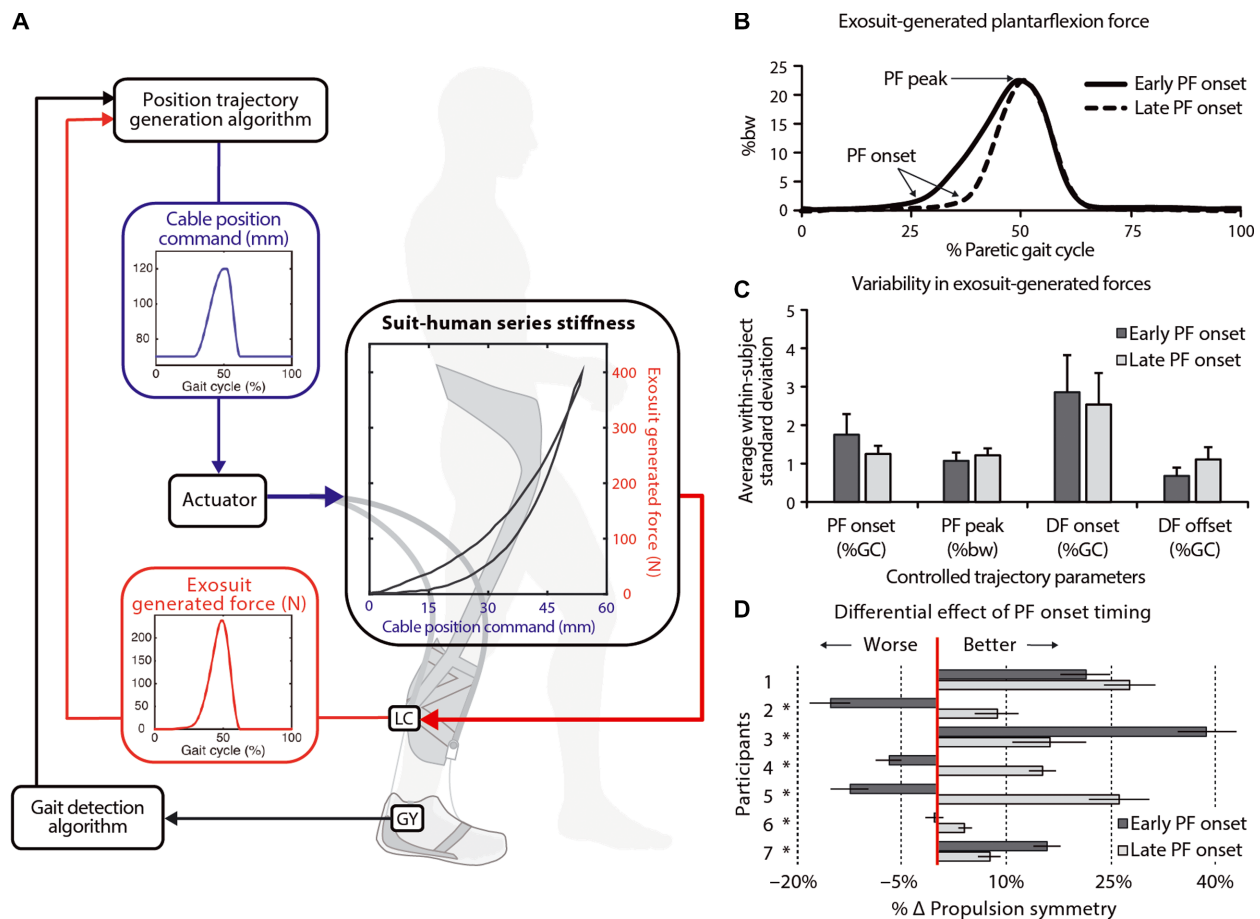 A
Position trajectory
generation algorithm
Cable position
command (mm)
120
100
80
0
50
100
Gait cycle (%)
Actuator
Exosuit
generated force (N)
200
150
100
50
0
0
50
100
Gait cycle (%)
Gait detection
algorithm
Suit-human series stiffness
400
300
200
100
0
Exosuit generated force (N)
0
15
30
45
60
Cable position command (mm)
LC
GY
B
Exosuit-generated plantarflexion force
%bw
25
20
15
10
5
0
PF peak
PF onset
Early PF onset
Late PF onset
0
25
50
75
100
% Paretic gait cycle
C
Variability in exosuit-generated forces
Average within-subject
standard deviation
5
4
3
2
1
0
Early PF onset
Late PF onset
PF onset
(%GC)
PF peak
(%bw)
DF onset
(%GC)
DF offset
(%GC)
Controlled trajectory parameters
D
Differential effect of PF onset timing
Worse
Better
Participants
1
2 *
3 *
4 *
5 *
6 *
7 *
Early PF onset
Late PF onset
−20%
−5%
10%
25%
40%
% Δ Propulsion symmetry